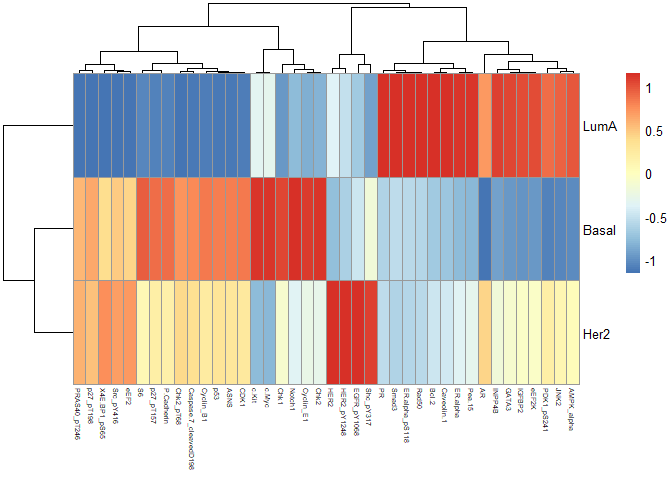 LumA
Basal
Her2
1
0.5
0
-0.5
-1
PRAS40_pT246
p27_pT198
X4E.BP1_pS65
Src_pY416
eEF2
S6
p27_pT157
P.Cadherin
Chk2_pT68
Caspase.7_cleavedD198
Cyclin_B1
p53
ASNS
CDK1
c.Kit
c.Myc
Chk1
Notch1
Cyclin_E1
Chk2
HER2
HER2_pY1248
EGFR_pY1068
Shc_pY317
PR
Smad3
ER.alpha_pS118
Rad50
Bcl.2
Caveolin.1
ER.alpha
Pea.15
AR
INPP4B
GATA3
IGFBP2
eEF2K
PDK1_pS241
JNK2
AMPK_alpha